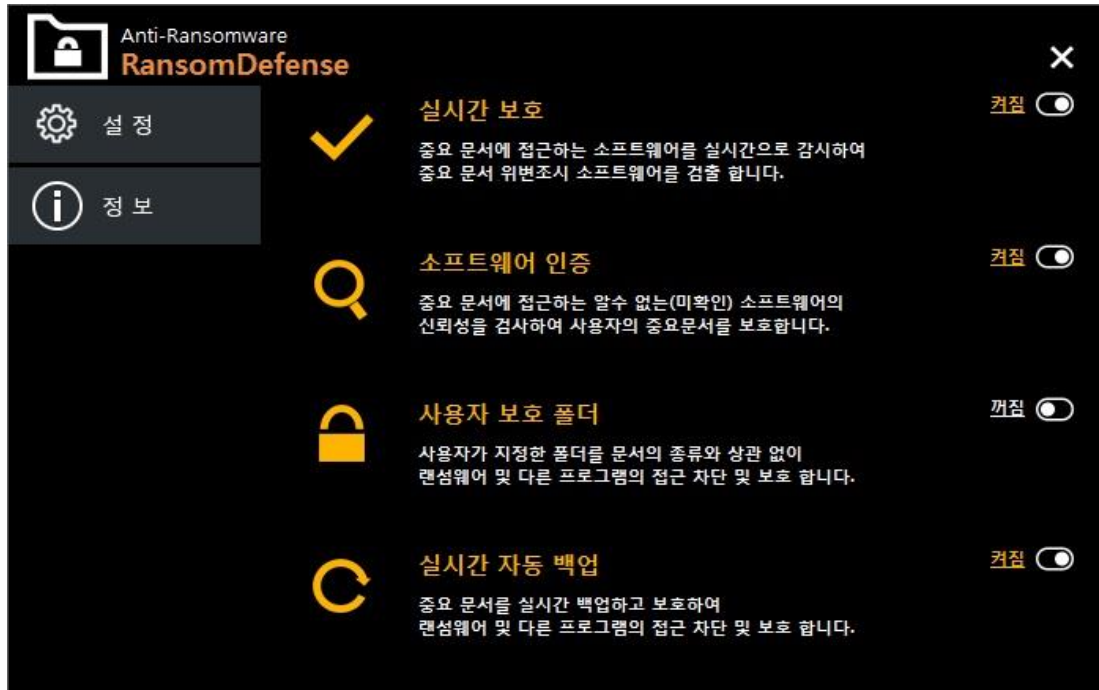 Anti-Ransomware
RansomDefense
설 정
정 보
실시간 보호
켜짐
중요 문서에 접근하는 소프트웨어를 실시간으로 감시하여
중요 문서 위변조시 소프트웨어를 검출 합니다.
소프트웨어 인증
켜짐
중요 문서에 접근하는 알수 없는(미확인) 소프트웨어의
신뢰성을 검사하여 사용자의 중요문서를 보호합니다.
사용자 보호 폴더
꺼짐
사용자가 지정한 폴더를 문서의 종류와 상관 없이
랜섬웨어 및 다른 프로그램의 접근 차단 및 보호 합니다.
실시간 자동 백업
켜짐
중요 문서를 실시간 백업하고 보호하여
랜섬웨어 및 다른 프로그램의 접근 차단 및 보호 합니다.